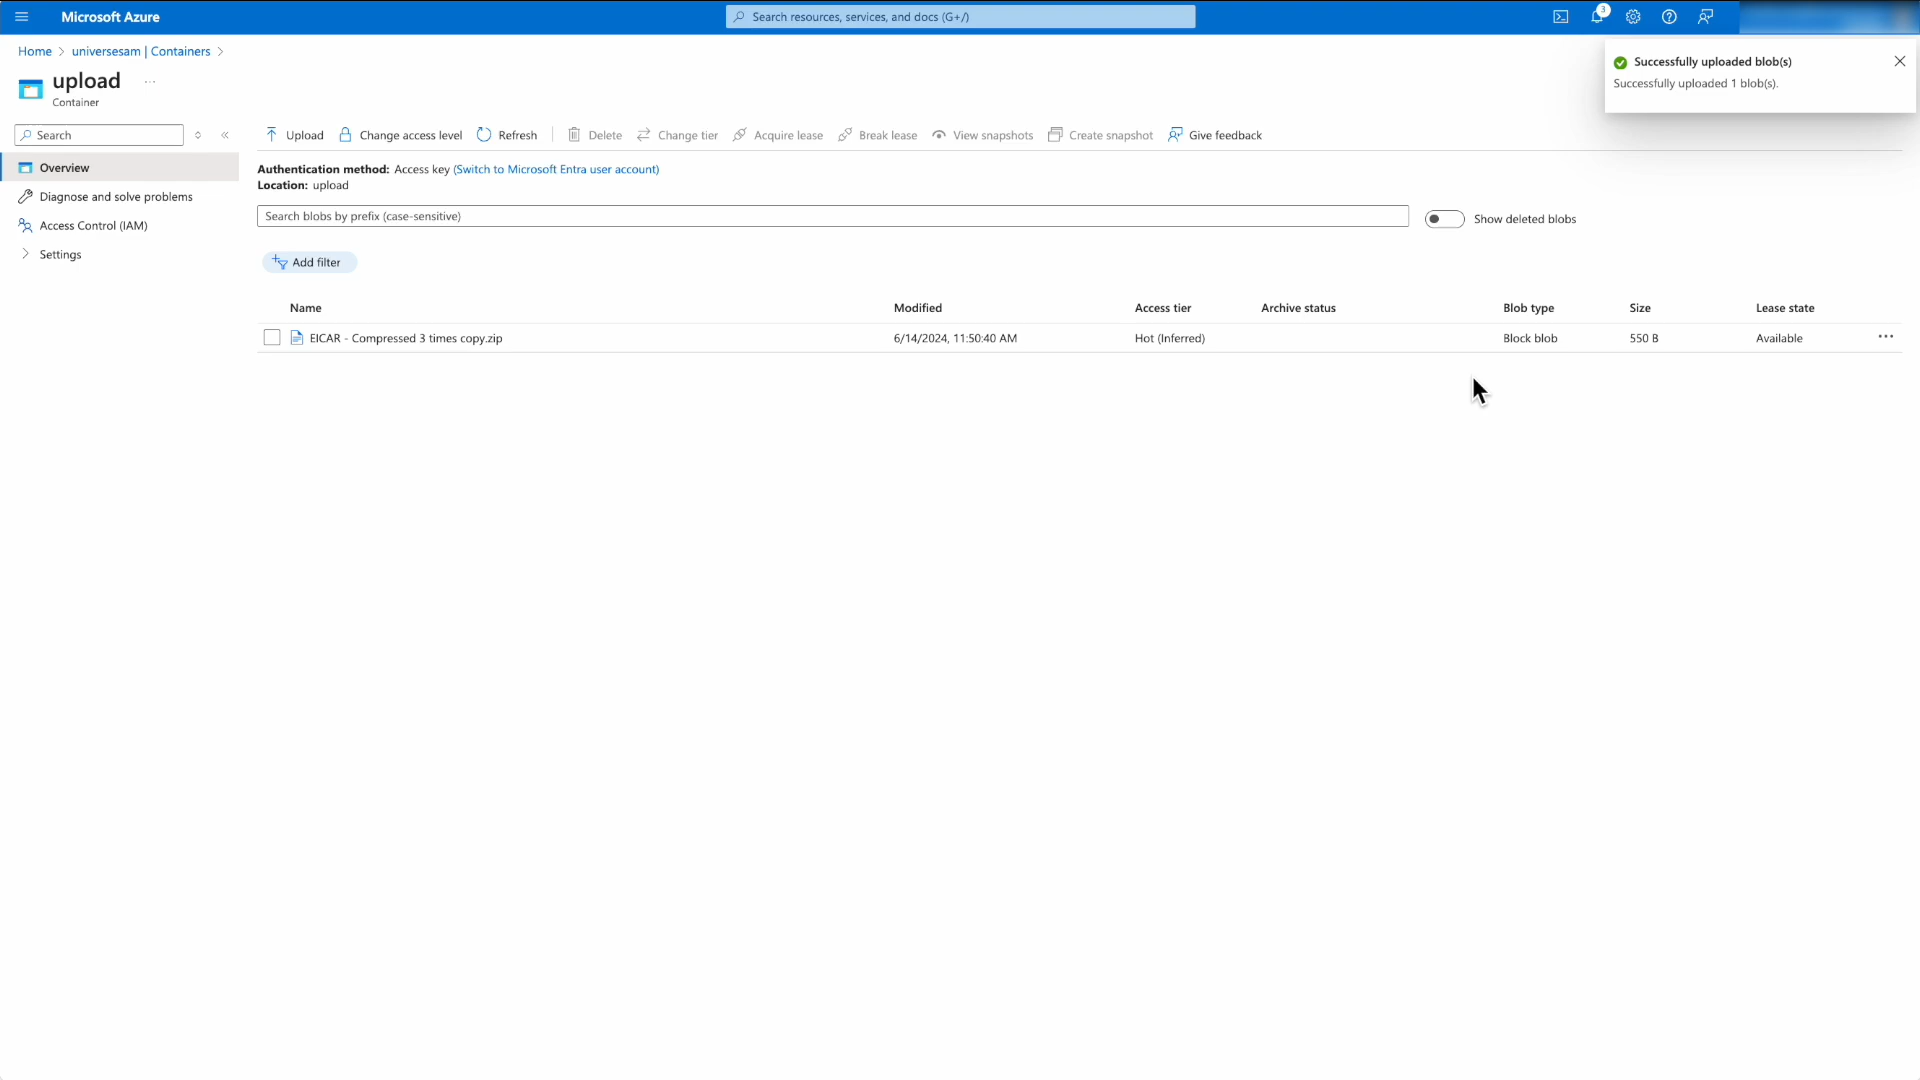 Microsoft Azure
Search resources, services, and docs (G+/)
3
Home > universesam | Containers >
Successfully uploaded blob(s)
Successfully uploaded 1 blob(s).
upload ...
Container
Search
Upload Change access level Refresh Delete Change tier Acquire lease Break lease View snapshots Create snapshot Give feedback
Overview
Diagnose and solve problems
Access Control (IAM)
Settings
Authentication method: Access key (Switch to Microsoft Entra user account)
Location: upload
Search blobs by prefix (case-sensitive)
Show deleted blobs
Add filter
Name Modified Access tier Archive status Blob type Size Lease state
EICAR - Compressed 3 times copy.zip 6/14/2024, 11:50:40 AM Hot (Inferred) Block blob 550 B Available ...